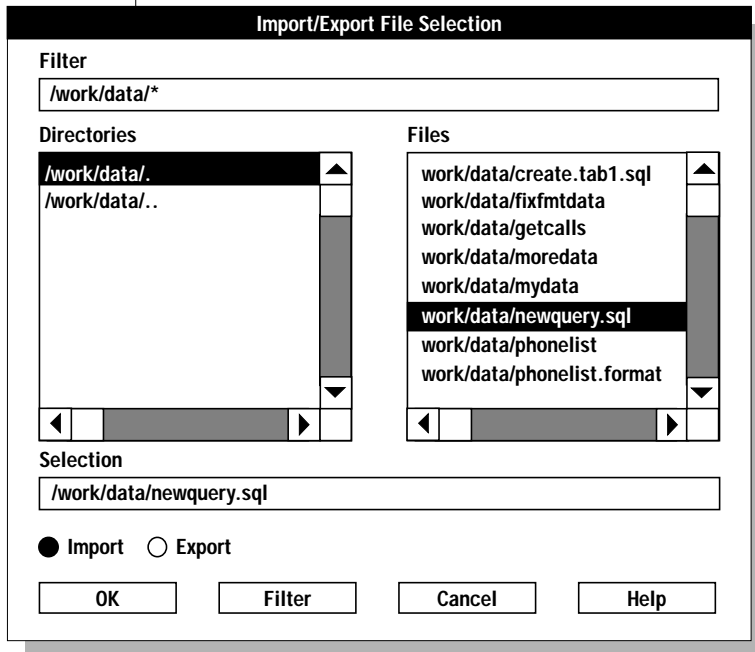 Import/Export File Selection
Filter
/work/data/*
Directories
/work/data/.
/work/data/..
Files
work/data/create.tab1.sql
work/data/fixfmtdata
work/data/getcalls
work/data/moredata
work/data/mydata
work/data/newquery.sql
work/data/phonelist
work/data/phonelist.format
Selection
/work/data/newquery.sql
Import Export
OK Filter Cancel Help